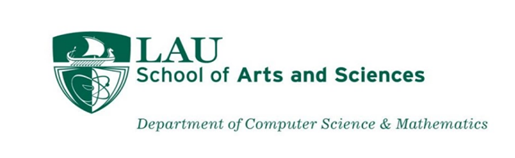 LAU
School of Arts and Sciences
Department of Computer Science & Mathematics